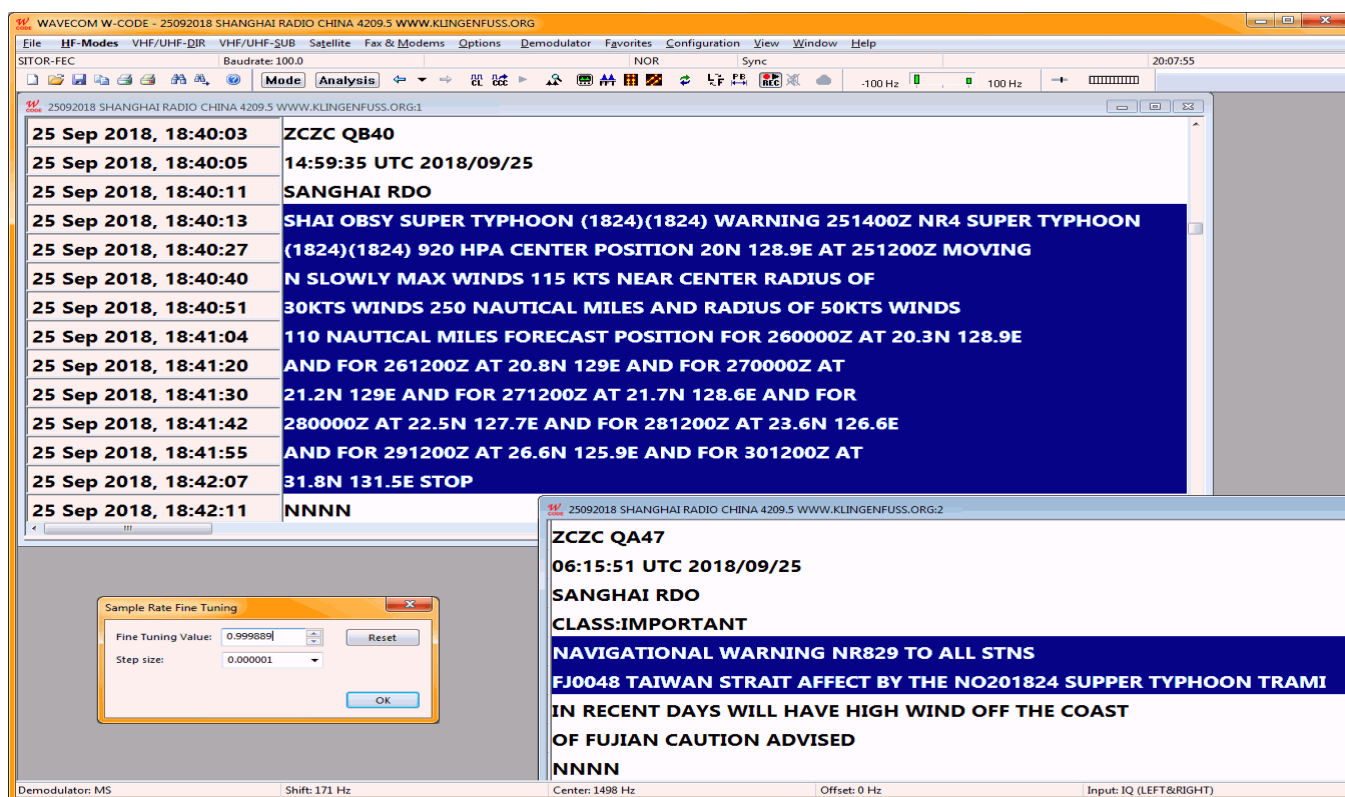 WAVECOM W-CODE - 25092018 SHANGHAI RADIO CHINA 4209.5 WWW.KLINGENFUSS.ORG
File HF-Modes VHF/UHF-DIR VHF/UHF-SUB Satellite Fax & Modems Options Demodulator Favorites Configuration View Window Help
SITOR-FEC Baudrate: 100.0 NOR Sync 20:07:55
Mode Analysis CL CCC REC -100 Hz 100 Hz
25092018 SHANGHAI RADIO CHINA 4209.5 WWW.KLINGENFUSS.ORG:1
25 Sep 2018, 18:40:03 ZCZC QB40
25 Sep 2018, 18:40:05 14:59:35 UTC 2018/09/25
25 Sep 2018, 18:40:11 SANGHAI RDO
25 Sep 2018, 18:40:13 SHAI OBSY SUPER TYPHOON (1824)(1824) WARNING 251400Z NR4 SUPER TYPHOON
25 Sep 2018, 18:40:27 (1824)(1824) 920 HPA CENTER POSITION 20N 128.9E AT 251200Z MOVING
25 Sep 2018, 18:40:40 N SLOWLY MAX WINDS 115 KTS NEAR CENTER RADIUS OF
25 Sep 2018, 18:40:51 30KTS WINDS 250 NAUTICAL MILES AND RADIUS OF 50KTS WINDS
25 Sep 2018, 18:41:04 110 NAUTICAL MILES FORECAST POSITION FOR 260000Z AT 20.3N 128.9E
25 Sep 2018, 18:41:20 AND FOR 261200Z AT 20.8N 129E AND FOR 270000Z AT
25 Sep 2018, 18:41:30 21.2N 129E AND FOR 271200Z AT 21.7N 128.6E AND FOR
25 Sep 2018, 18:41:42 280000Z AT 22.5N 127.7E AND FOR 281200Z AT 23.6N 126.6E
25 Sep 2018, 18:41:55 AND FOR 291200Z AT 26.6N 125.9E AND FOR 301200Z AT
25 Sep 2018, 18:42:07 31.8N 131.5E STOP
25 Sep 2018, 18:42:11 NNNN
25092018 SHANGHAI RADIO CHINA 4209.5 WWW.KLINGENFUSS.ORG:2
ZCZC QA47
06:15:51 UTC 2018/09/25
SANGHAI RDO
CLASS:IMPORTANT
NAVIGATIONAL WARNING NR829 TO ALL STNS
FJ0048 TAIWAN STRAIT AFFECT BY THE NO201824 SUPPER TYPHOON TRAMI
IN RECENT DAYS WILL HAVE HIGH WIND OFF THE COAST
OF FUJIAN CAUTION ADVISED
NNNN
Sample Rate Fine Tuning
Fine Tuning Value: 0.999889 Reset
Step size: 0.000001
OK
Demodulator: MS Shift: 171 Hz Center: 1498 Hz Offset: 0 Hz Input: IQ (LEFT&RIGHT)